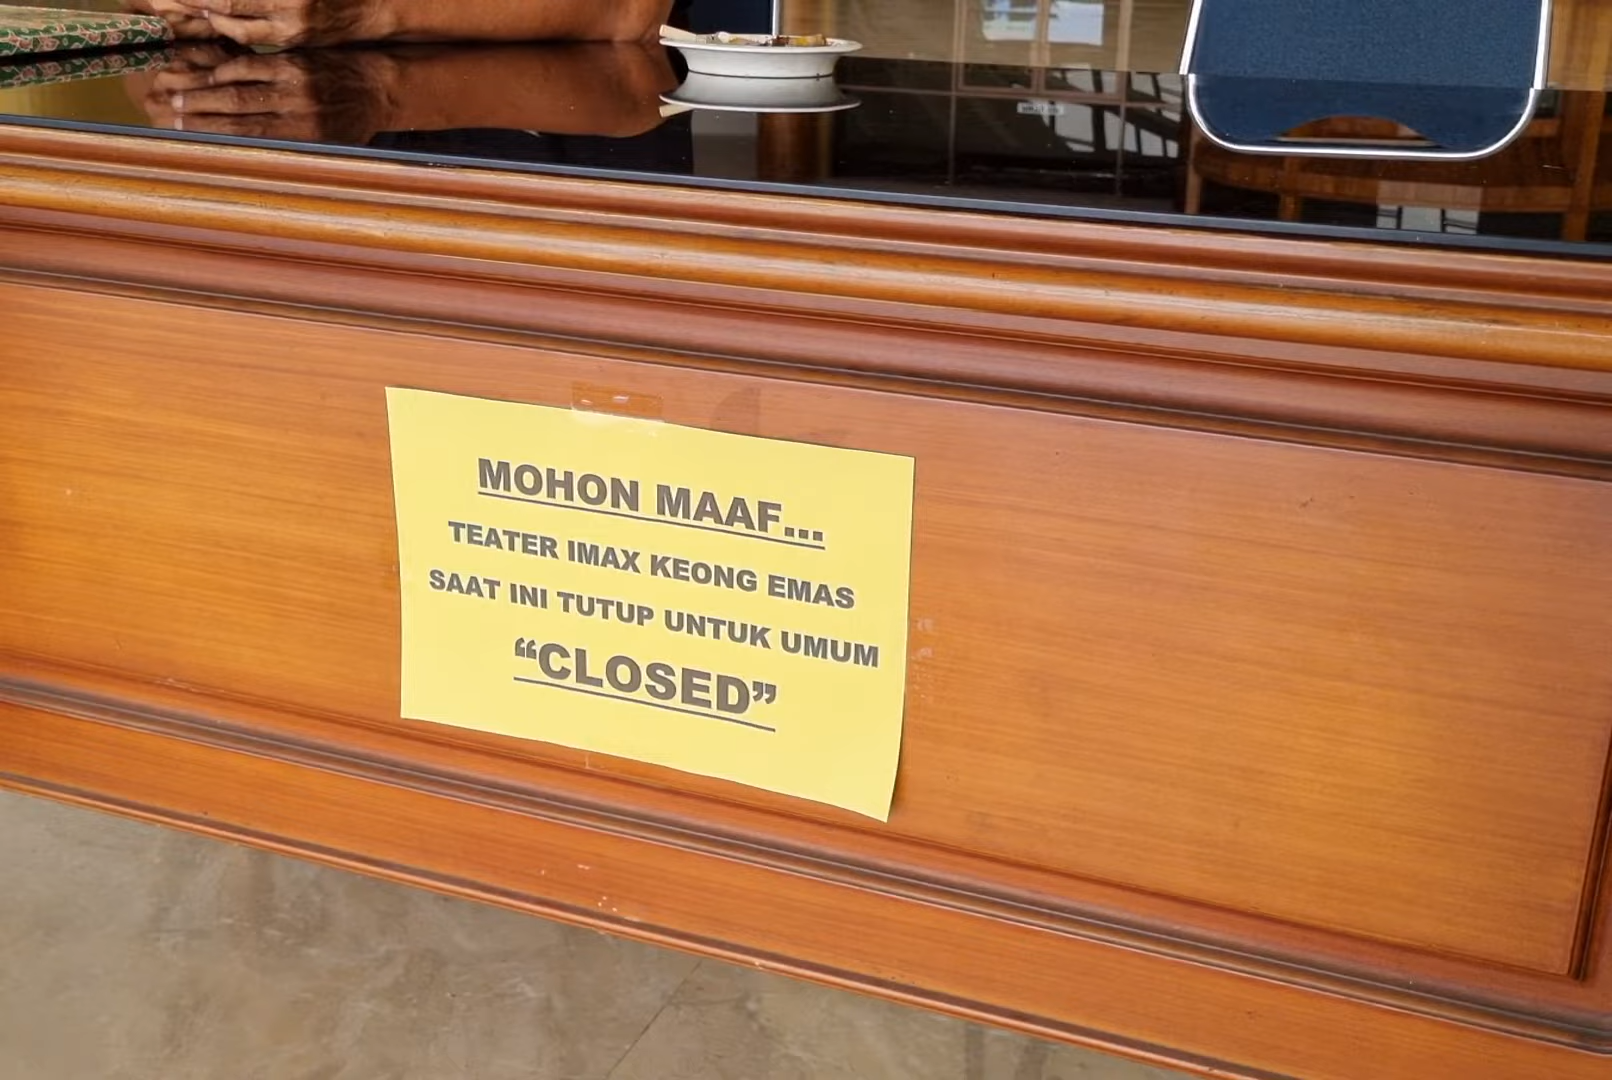 MOHON MAAF...
TEATER IMAX KEONG EMAS
SAAT INI TUTUP UNTUK UMUM
“CLOSED”